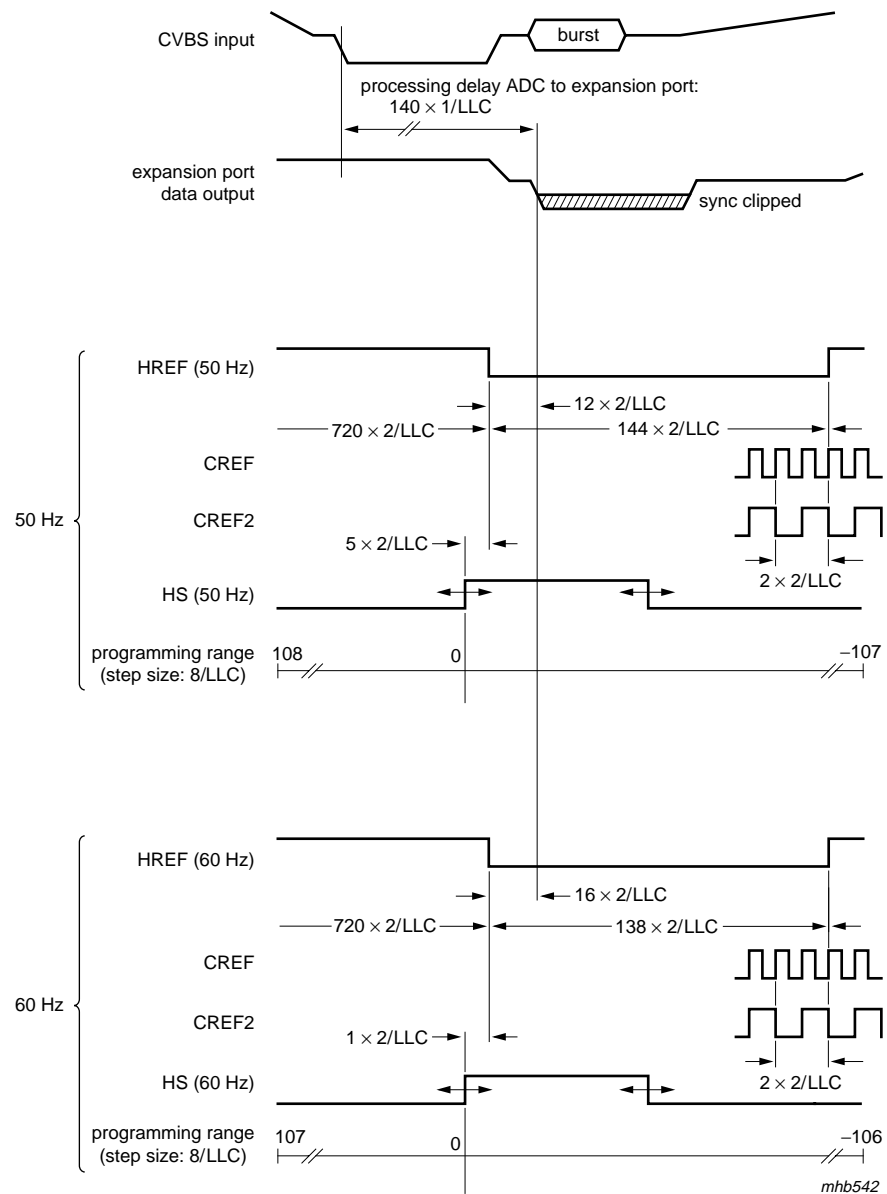 CVBS input
burst
processing delay ADC to expansion port:
140 × 1/LLC
expansion port
data output
sync clipped
50 Hz
HREF (50 Hz)
12 × 2/LLC
720 × 2/LLC
144 × 2/LLC
CREF
CREF2
5 × 2/LLC
2 × 2/LLC
HS (50 Hz)
programming range
(step size: 8/LLC)
108
0
−107
60 Hz
HREF (60 Hz)
16 × 2/LLC
720 × 2/LLC
138 × 2/LLC
CREF
CREF2
1 × 2/LLC
2 × 2/LLC
HS (60 Hz)
programming range
(step size: 8/LLC)
107
0
−106
mhb542